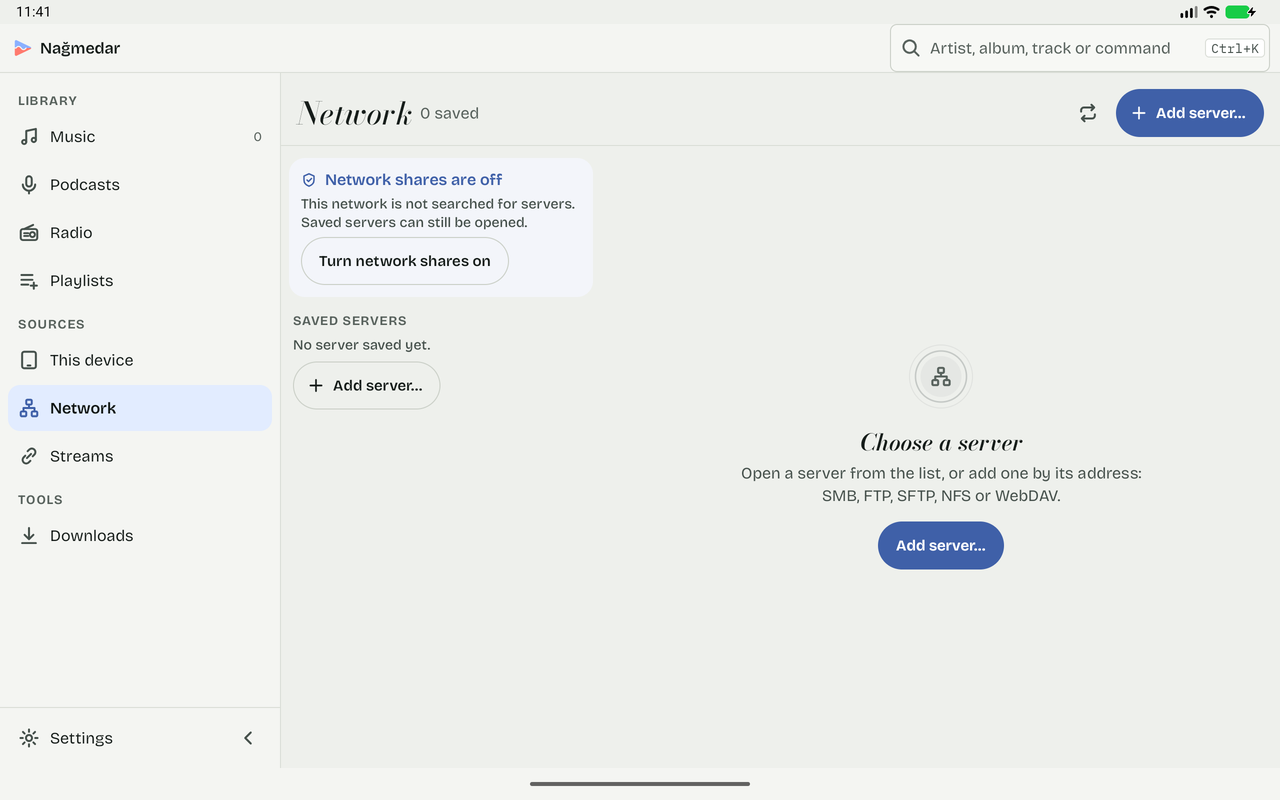 11:41
Nağmedar
Artist, album, track or command
Ctrl+K
LIBRARY
Music
0
Podcasts
Radio
Playlists
SOURCES
This device
Network
Streams
TOOLS
Downloads
Settings
Network
0 saved
Add server...
Network shares are off
This network is not searched for servers.
Saved servers can still be opened.
Turn network shares on
SAVED SERVERS
No server saved yet.
Add server...
Choose a server
Open a server from the list, or add one by its address:
SMB, FTP, SFTP, NFS or WebDAV.
Add server...